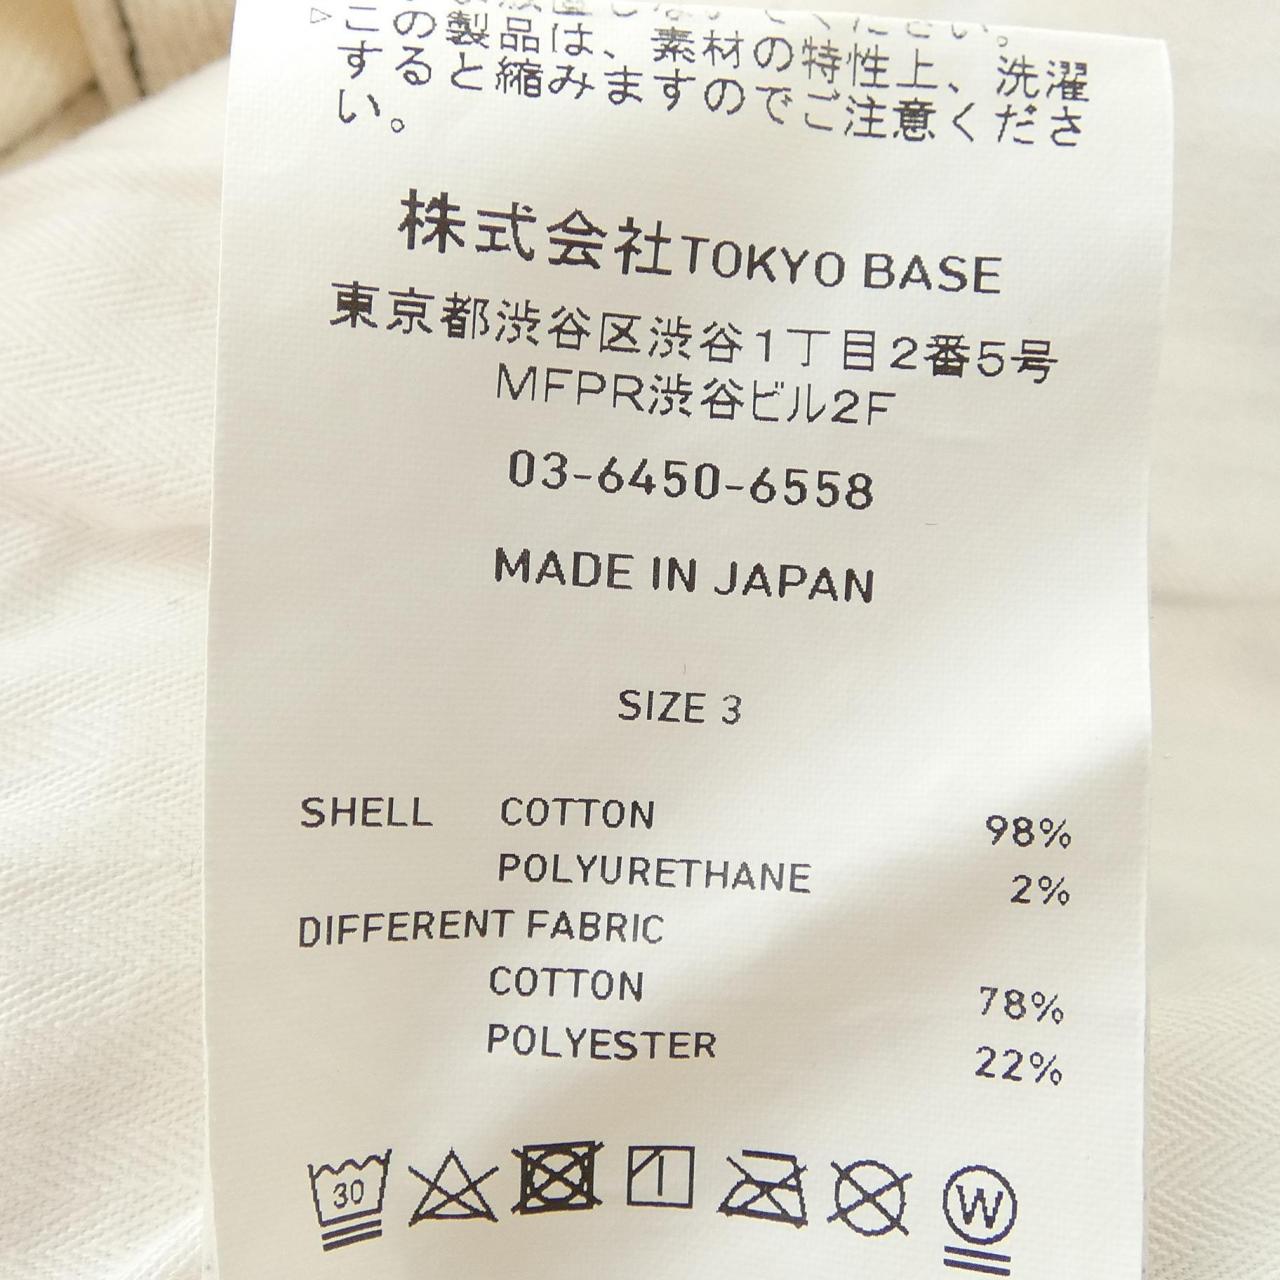 ▷この製品は、素材の特性上、洗濯
すると縮みますのでご注意くださ
い。
株式会社TOKYO BASE
東京都渋谷区渋谷1丁目2番5号
MFPR渋谷ビル2F
03-6450-6558
MADE IN JAPAN
SIZE 3
SHELL COTTON 98%
POLYURETHANE 2%
DIFFERENT FABRIC
COTTON 78%
POLYESTER 22%
30 W